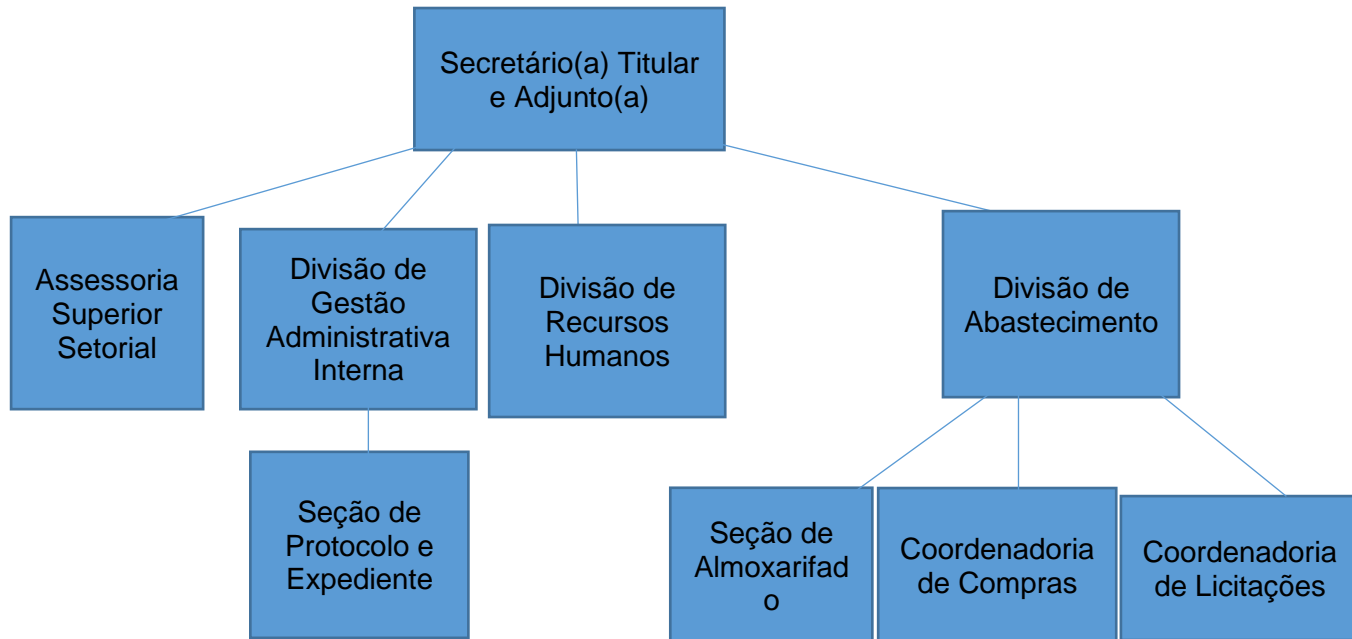 Secretário(a) Titular
e Adjunto(a)
Assessoria
Superior
Setorial
Divisão de
Gestão
Administrativa
Interna
Divisão de
Recursos
Humanos
Divisão de
Abastecimento
Seção de
Protocolo e
Expediente
Seção de
Almoxarifad
o
Coordenadoria
de Compras
Coordenadoria
de Licitações